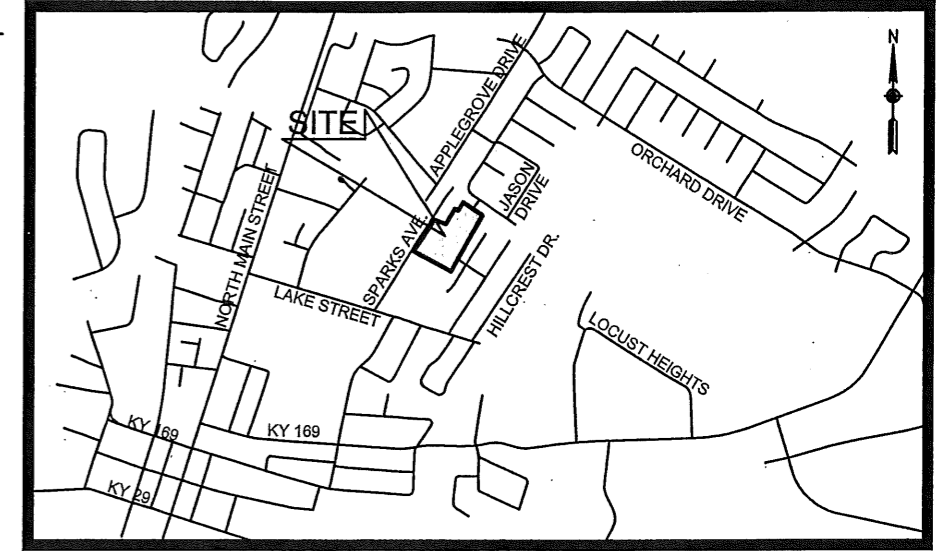 N
SITE
APPLEGROVE DRIVE
ORCHARD DRIVE
JASON
DRIVE
NORTH MAIN STREET
SPARKS AVE.
HILLCREST DR.
LAKE STREET
LOCUST HEIGHTS
KY 169
KY 169
KY 29